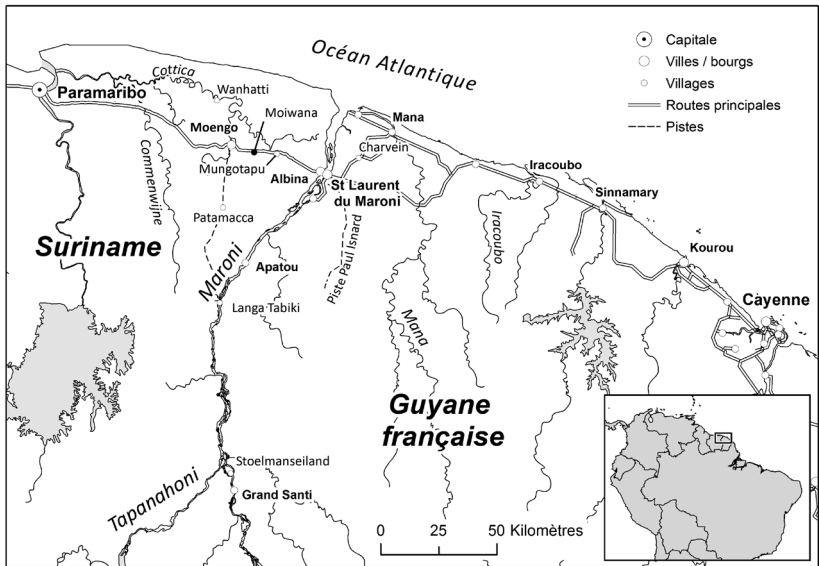 Océan Atlantique
Capitale
Villes / bourgs
Villages
Routes principales
Pistes
Cottica
Wanhatti
Paramaribo
Moiwana
Mana
Moengo
Charvein
Commenwijne
Mungotapu
Albina
Iracoubo
St Laurent
du Maroni
Sinnamary
Patamacca
Iracoubo
Suriname
Maroni
Piste Paul Isnard
Kourou
Apatou
Cayenne
Langa Tabiki
Mana
Guyane
française
Stoelmanseiland
Tapanahoni
Grand Santi
0 25 50 Kilomètres